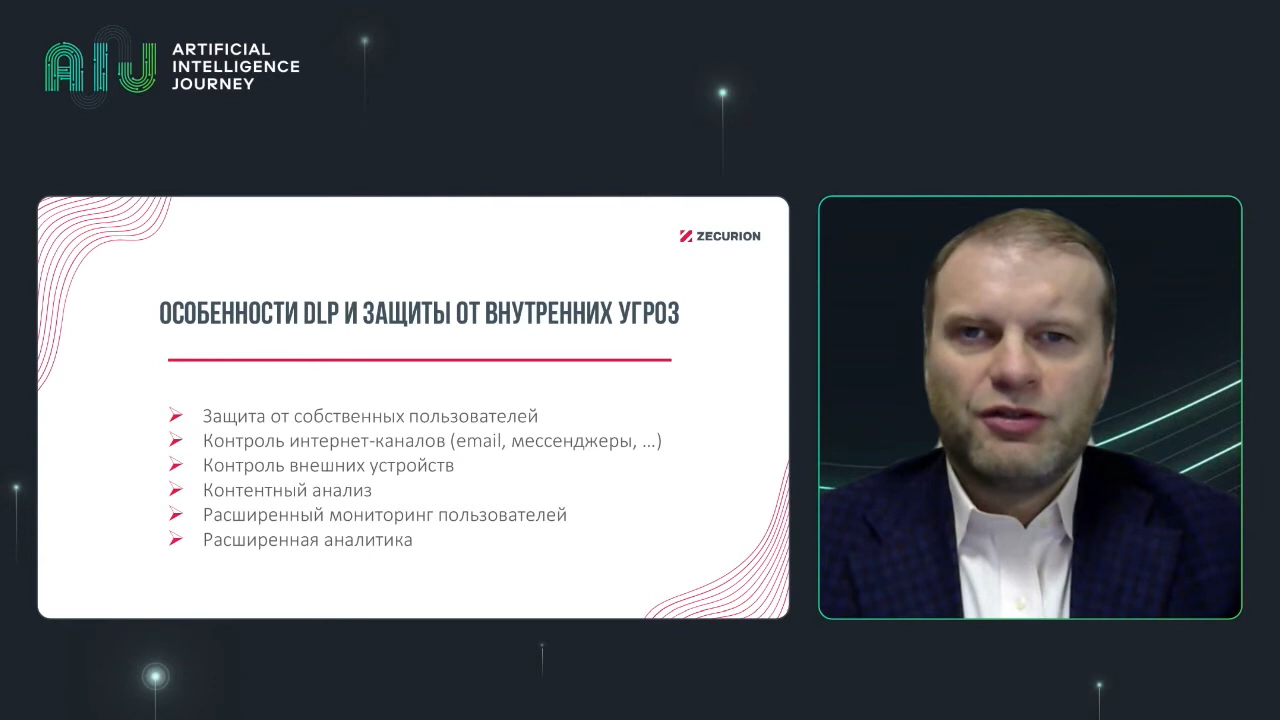 ARTIFICIAL
INTELLIGENCE
JOURNEY
ZECURION
ОСОБЕННОСТИ DLP И ЗАЩИТЫ ОТ ВНУТРЕННИХ УГРОЗ
Защита от собственных пользователей
Контроль интернет-каналов (email, мессенджеры, ...)
Контроль внешних устройств
Контентный анализ
Расширенный мониторинг пользователей
Расширенная аналитика